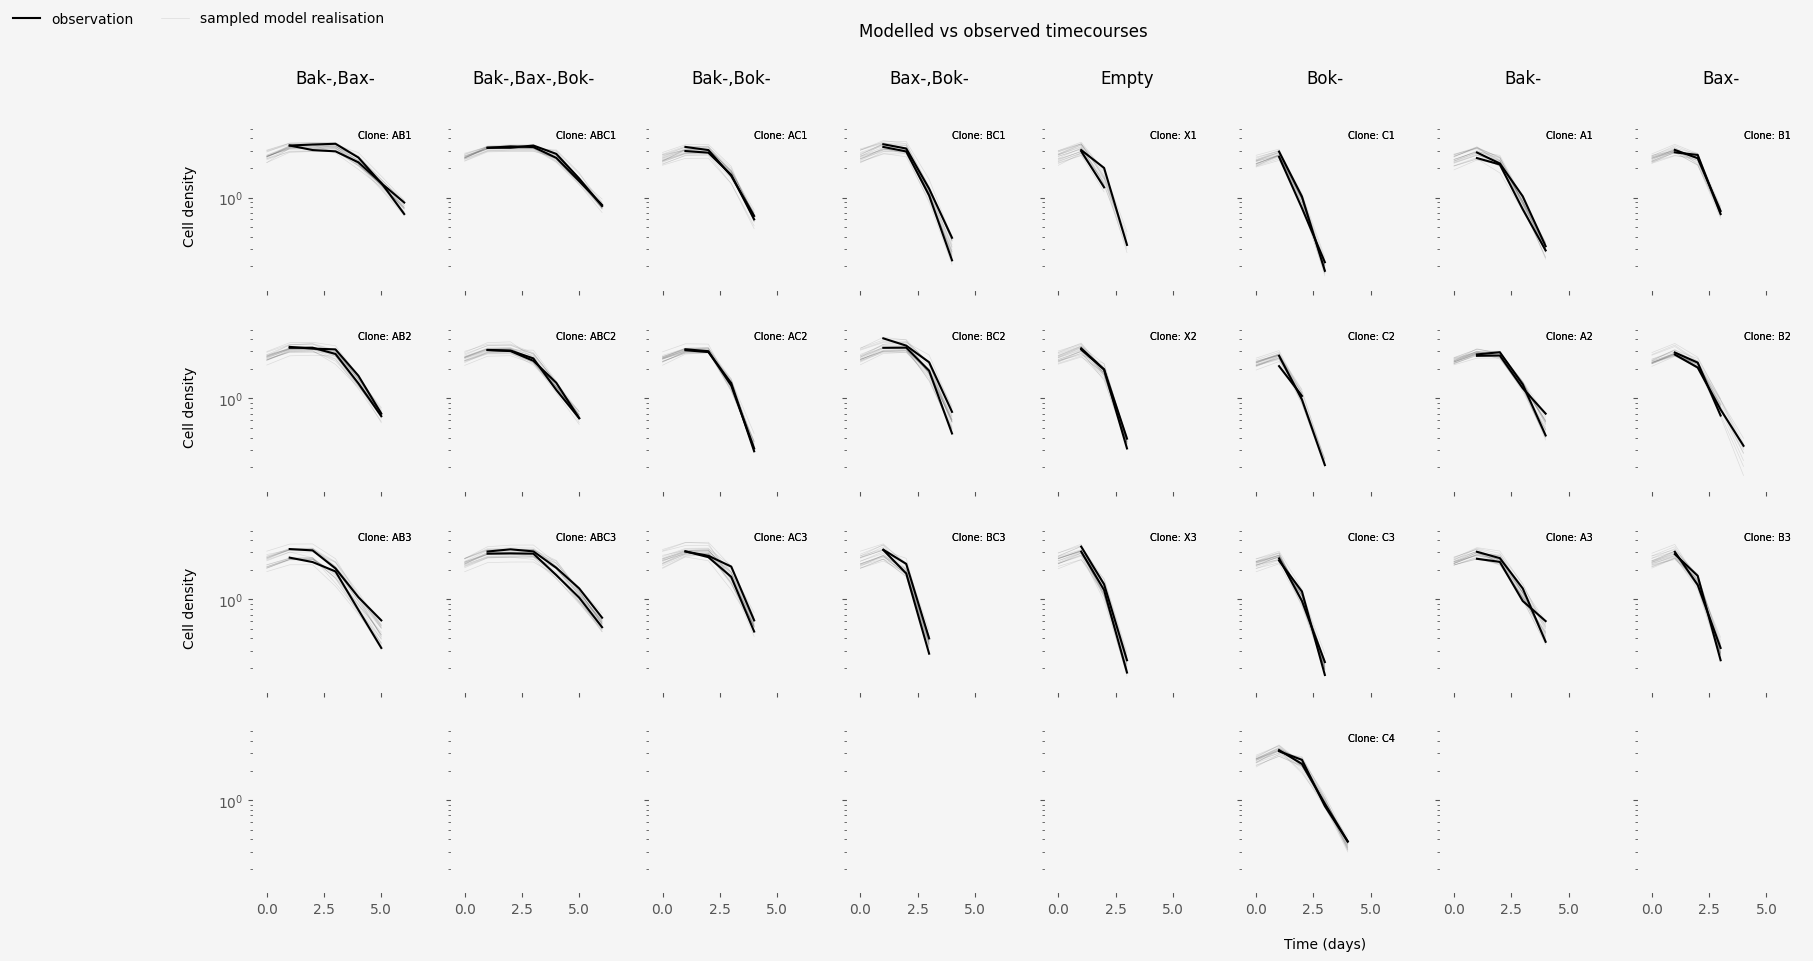 observation sampled model realisation
Modelled vs observed timecourses
Bak-,Bax- Bak-,Bax-,Bok- Bak-,Bok- Bax-,Bok- Empty Bok- Bak- Bax-
Clone: AB1 Clone: ABC1 Clone: AC1 Clone: BC1 Clone: X1 Clone: C1 Clone: A1 Clone: B1
Cell density
10⁰
Clone: AB2 Clone: ABC2 Clone: AC2 Clone: BC2 Clone: X2 Clone: C2 Clone: A2 Clone: B2
Cell density
10⁰
Clone: AB3 Clone: ABC3 Clone: AC3 Clone: BC3 Clone: X3 Clone: C3 Clone: A3 Clone: B3
Cell density
10⁰
Clone: C4
10⁰
0.0 2.5 5.0 0.0 2.5 5.0 0.0 2.5 5.0 0.0 2.5 5.0 0.0 2.5 5.0 0.0 2.5 5.0 0.0 2.5 5.0 0.0 2.5 5.0
Time (days)